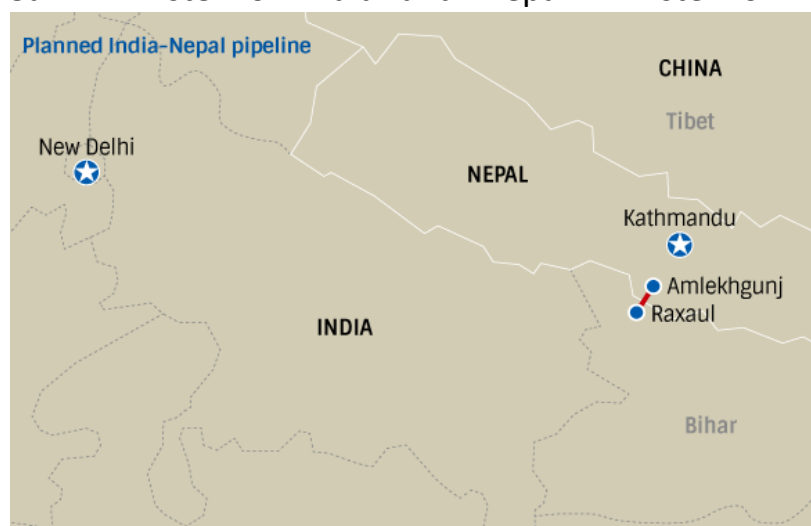 Planned India-Nepal pipeline
CHINA
Tibet
New Delhi
NEPAL
Kathmandu
Amlekhgunj
Raxaul
INDIA
Bihar